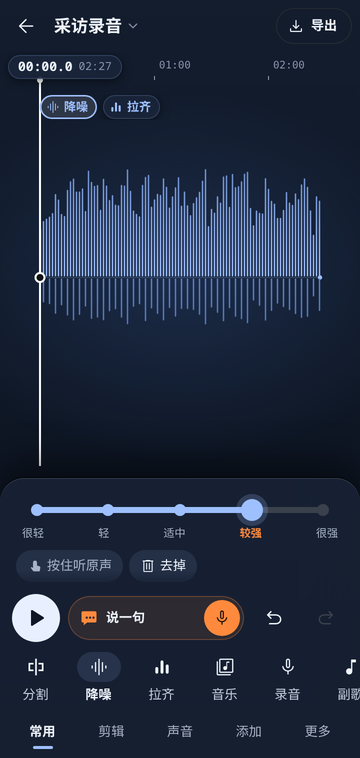 采访录音
导出
00:00.0 02:27
01:00
02:00
降噪
拉齐
很轻
轻
适中
较强
很强
按住听原声
去掉
说一句
分割
降噪
拉齐
音乐
录音
副歌
常用
剪辑
声音
添加
更多